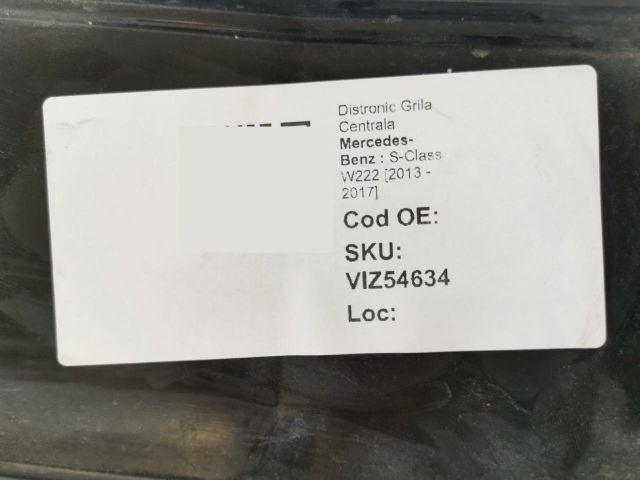 Distronic Grila
Centrala
Mercedes-
Benz : S-Class
W222 [2013 -
2017]
Cod OE:
SKU:
VIZ54634
Loc: